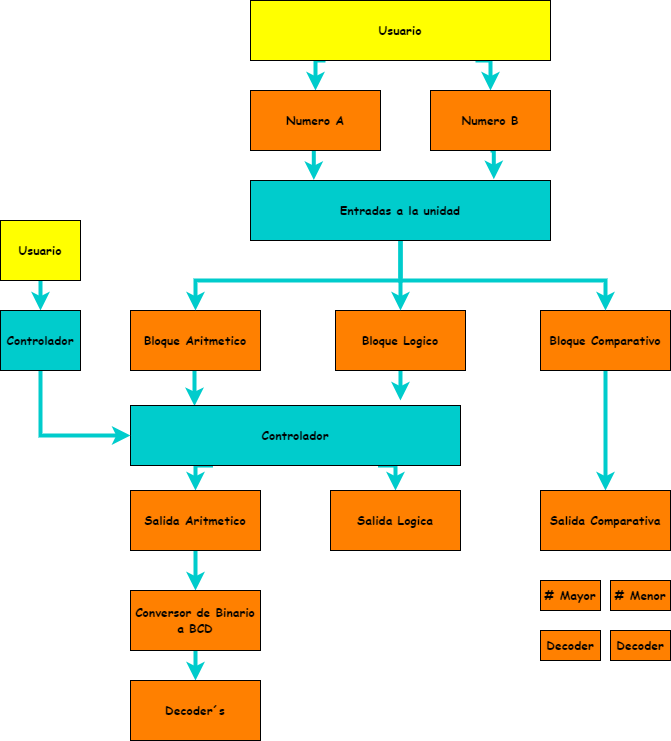 Usuario
Numero A
Numero B
Entradas a la unidad
Usuario
Controlador
Bloque Aritmetico
Bloque Logico
Bloque Comparativo
Controlador
Salida Aritmetico
Salida Logica
Salida Comparativa
# Mayor
# Menor
Conversor de Binario
a BCD
Decoder
Decoder
Decoder´s